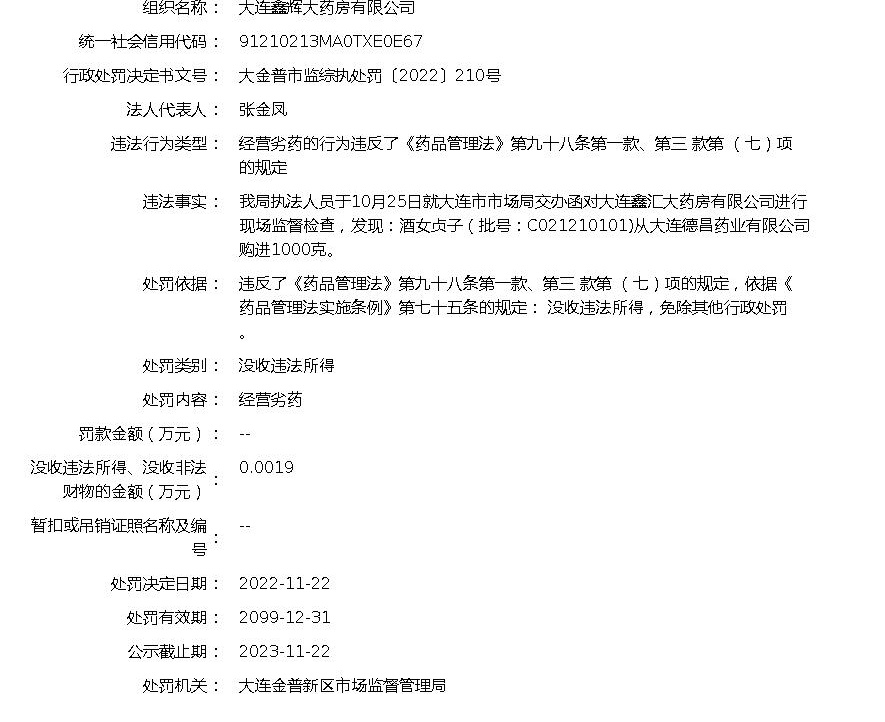 组织名称： 大连鑫辉大药房有限公司
统一社会信用代码： 91210213MA0TXE0E67
行政处罚决定书文号： 大金普市监综执处罚〔2022〕210号
法人代表人： 张金凤
违法行为类型： 经营劣药的行为违反了《药品管理法》第九十八条第一款、第三 款第 （七）项
的规定
违法事实： 我局执法人员于10月25日就大连市市场局交办函对大连鑫汇大药房有限公司进行
现场监督检查，发现：酒女贞子（批号：C021210101)从大连德昌药业有限公司
购进1000克。
处罚依据： 违反了《药品管理法》第九十八条第一款、第三 款第 （七）项的规定，依据《
药品管理法实施条例》第七十五条的规定： 没收违法所得，免除其他行政处罚
。
处罚类别： 没收违法所得
处罚内容： 经营劣药
罚款金额（万元）： --
没收违法所得、没收非法
财物的金额（万元）： 0.0019
暂扣或吊销证照名称及编
号： --
处罚决定日期： 2022-11-22
处罚有效期： 2099-12-31
公示截止期： 2023-11-22
处罚机关： 大连金普新区市场监督管理局